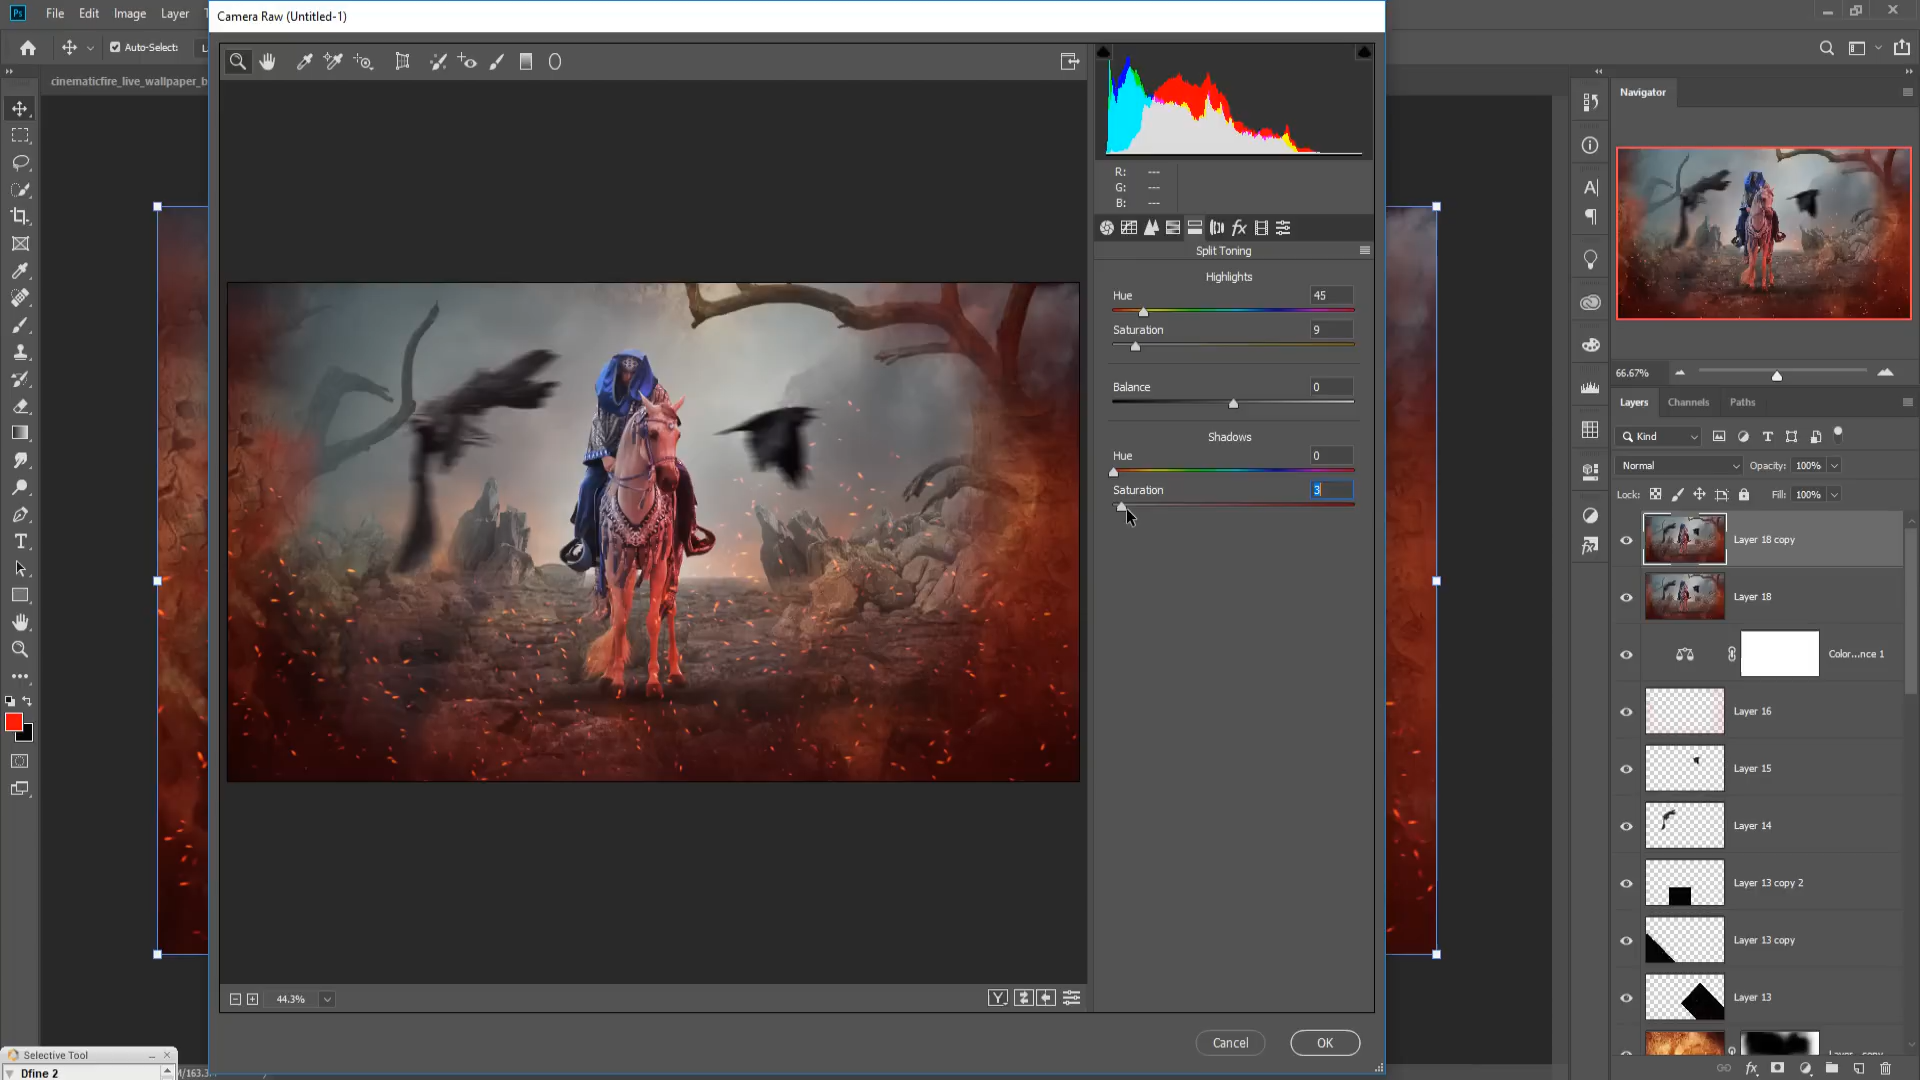 Ps File Edit Image Layer
Camera Raw (Untitled-1)
Auto-Select:
cinematicfire_live_wallpaper_b
Navigator
R: ---
G: ---
B: ---
fx
Split Toning
Highlights
Hue 45
Saturation 9
Balance 0
Shadows
Hue 0
Saturation 3
66.67%
Layers Channels Paths
Kind
Normal Opacity: 100%
Lock: Fill: 100%
Layer 18 copy
Layer 18
Color...nce 1
Layer 16
Layer 15
Layer 14
Layer 13 copy 2
Layer 13 copy
Layer 13
44.3%
Y
Cancel OK
Selective Tool
Dfine 2
fx